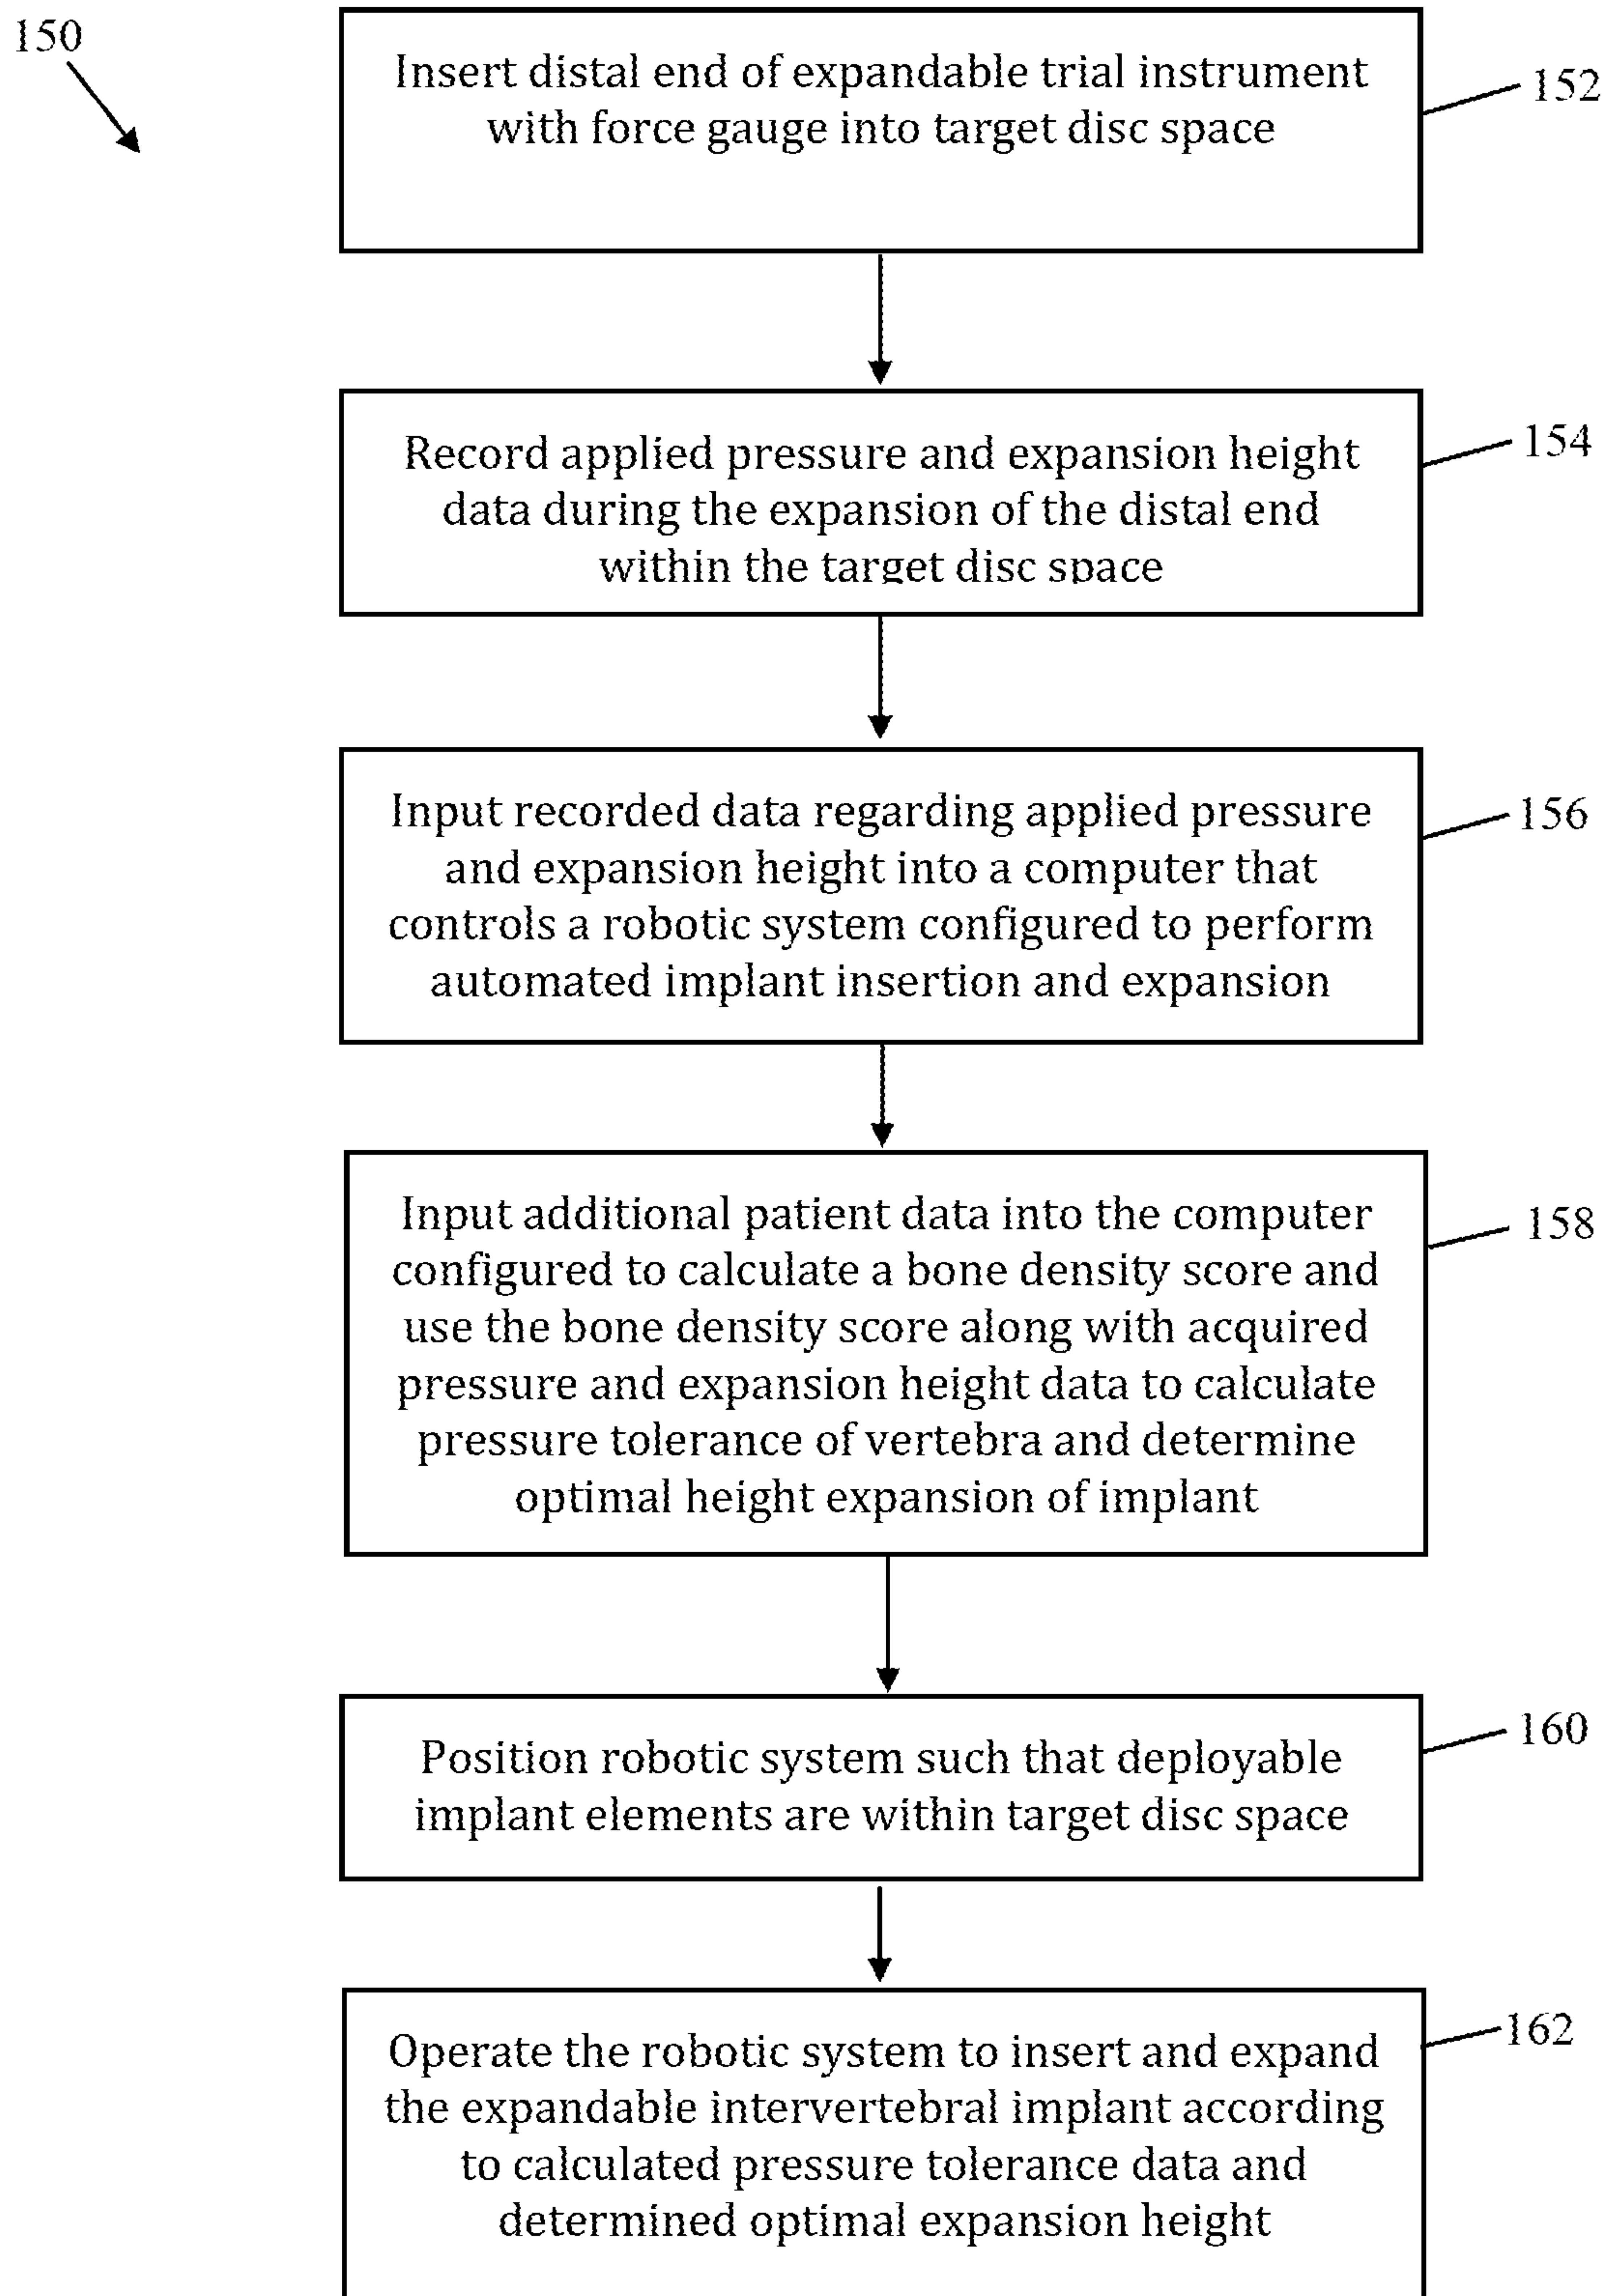 150
Insert distal end of expandable trial instrument
with force gauge into target disc space
152
Record applied pressure and expansion height
data during the expansion of the distal end
within the target disc space
154
Input recorded data regarding applied pressure
and expansion height into a computer that
controls a robotic system configured to perform
automated implant insertion and expansion
156
Input additional patient data into the computer
configured to calculate a bone density score and
use the bone density score along with acquired
pressure and expansion height data to calculate
pressure tolerance of vertebra and determine
optimal height expansion of implant
158
Position robotic system such that deployable
implant elements are within target disc space
160
Operate the robotic system to insert and expand
the expandable intervertebral implant according
to calculated pressure tolerance data and
determined optimal expansion height
162